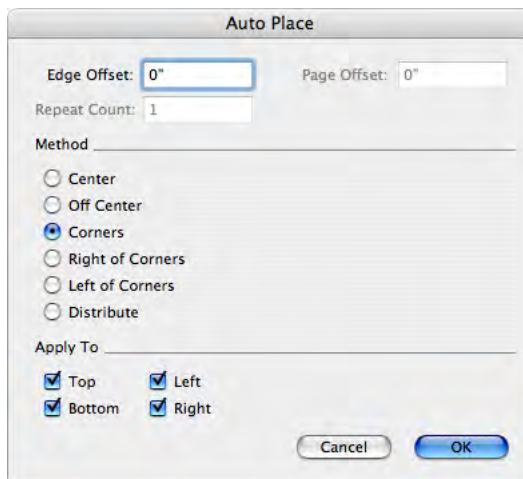 Auto Place
Edge Offset: 0" Page Offset: 0"
Repeat Count: 1
Method
Center
Off Center
Corners
Right of Corners
Left of Corners
Distribute
Apply To
Top Left
Bottom Right
Cancel OK